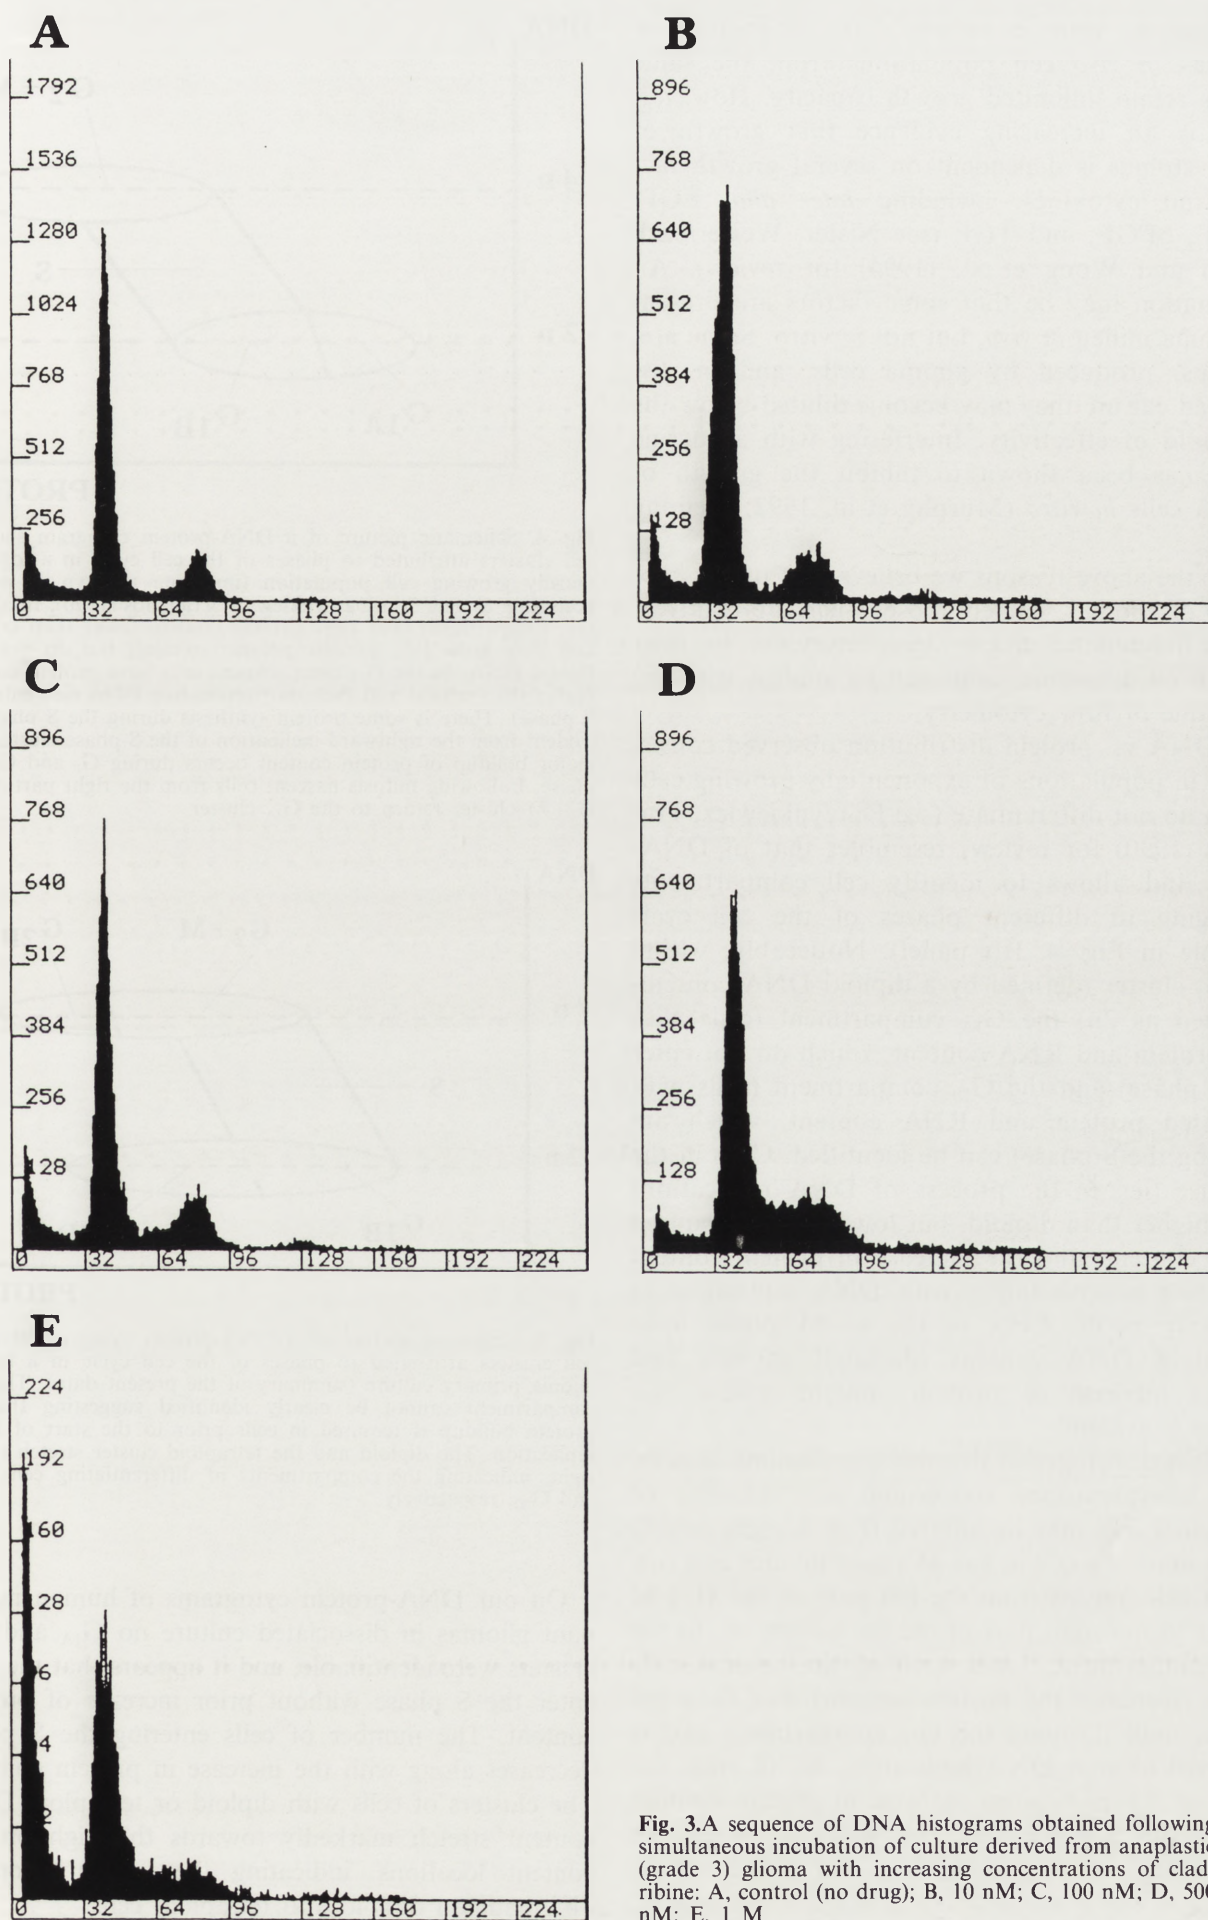 A
1792
1536
1280
1024
768
512
256
0 32 64 96 128 160 192 224
B
896
768
640
512
384
256
128
0 32 64 96 128 160 192 224
C
896
768
640
512
384
256
128
0 32 64 96 128 160 192 224
D
896
768
640
512
384
256
128
0 32 64 96 128 160 192 224
E
224
192
160
128
0 32 64 96 128 160 192 224
Fig. 3.A sequence of DNA histograms obtained following
simultaneous incubation of culture derived from anaplastic
(grade 3) glioma with increasing concentrations of clad
ribine: A, control (no drug); B, 10 nM; C, 100 nM; D, 500
nM; E, 1 M